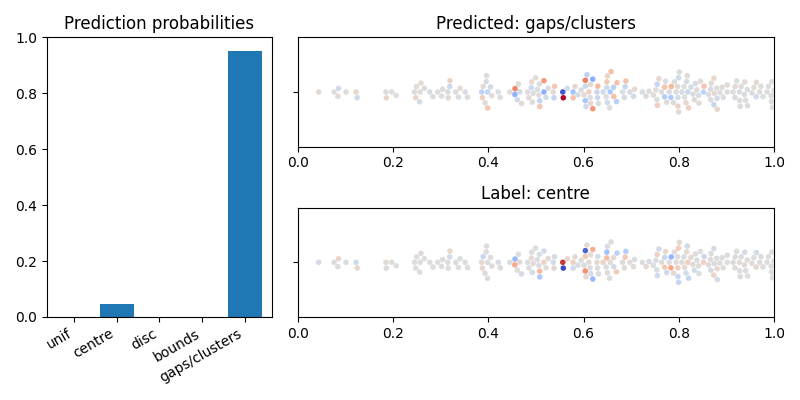 Prediction probabilities
1.0
0.8
0.6
0.4
0.2
0.0
unif
centre
disc
bounds
gaps/clusters
Predicted: gaps/clusters
0.0 0.2 0.4 0.6 0.8 1.0
Label: centre
0.0 0.2 0.4 0.6 0.8 1.0